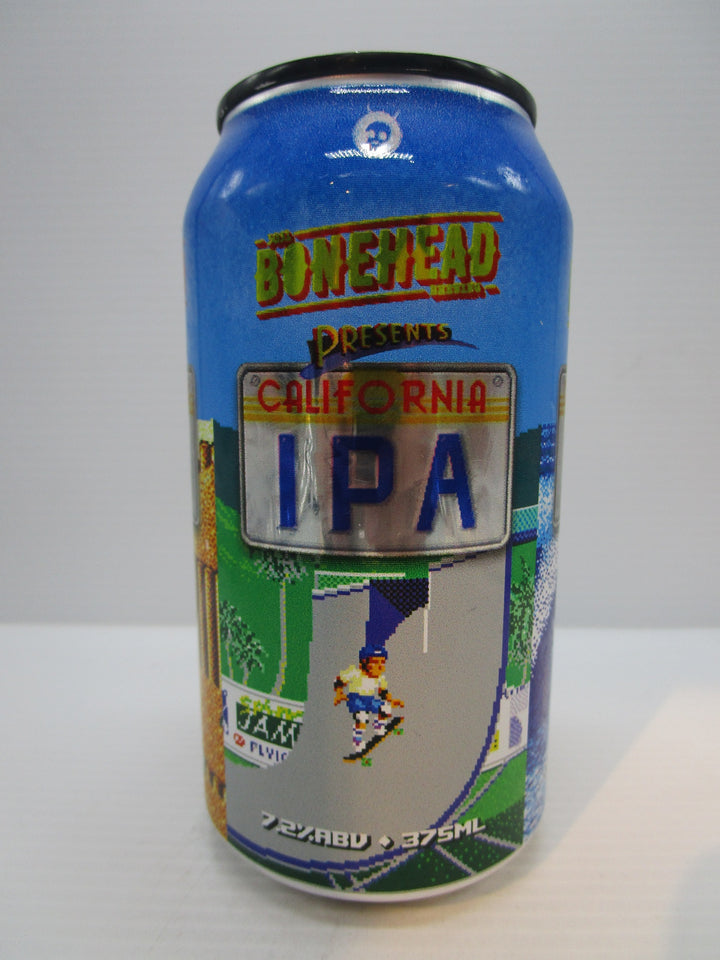 BONEHEAD
PRESENTS
CALIFORNIA
IPA
JAM
7.2%ABV • 375ML